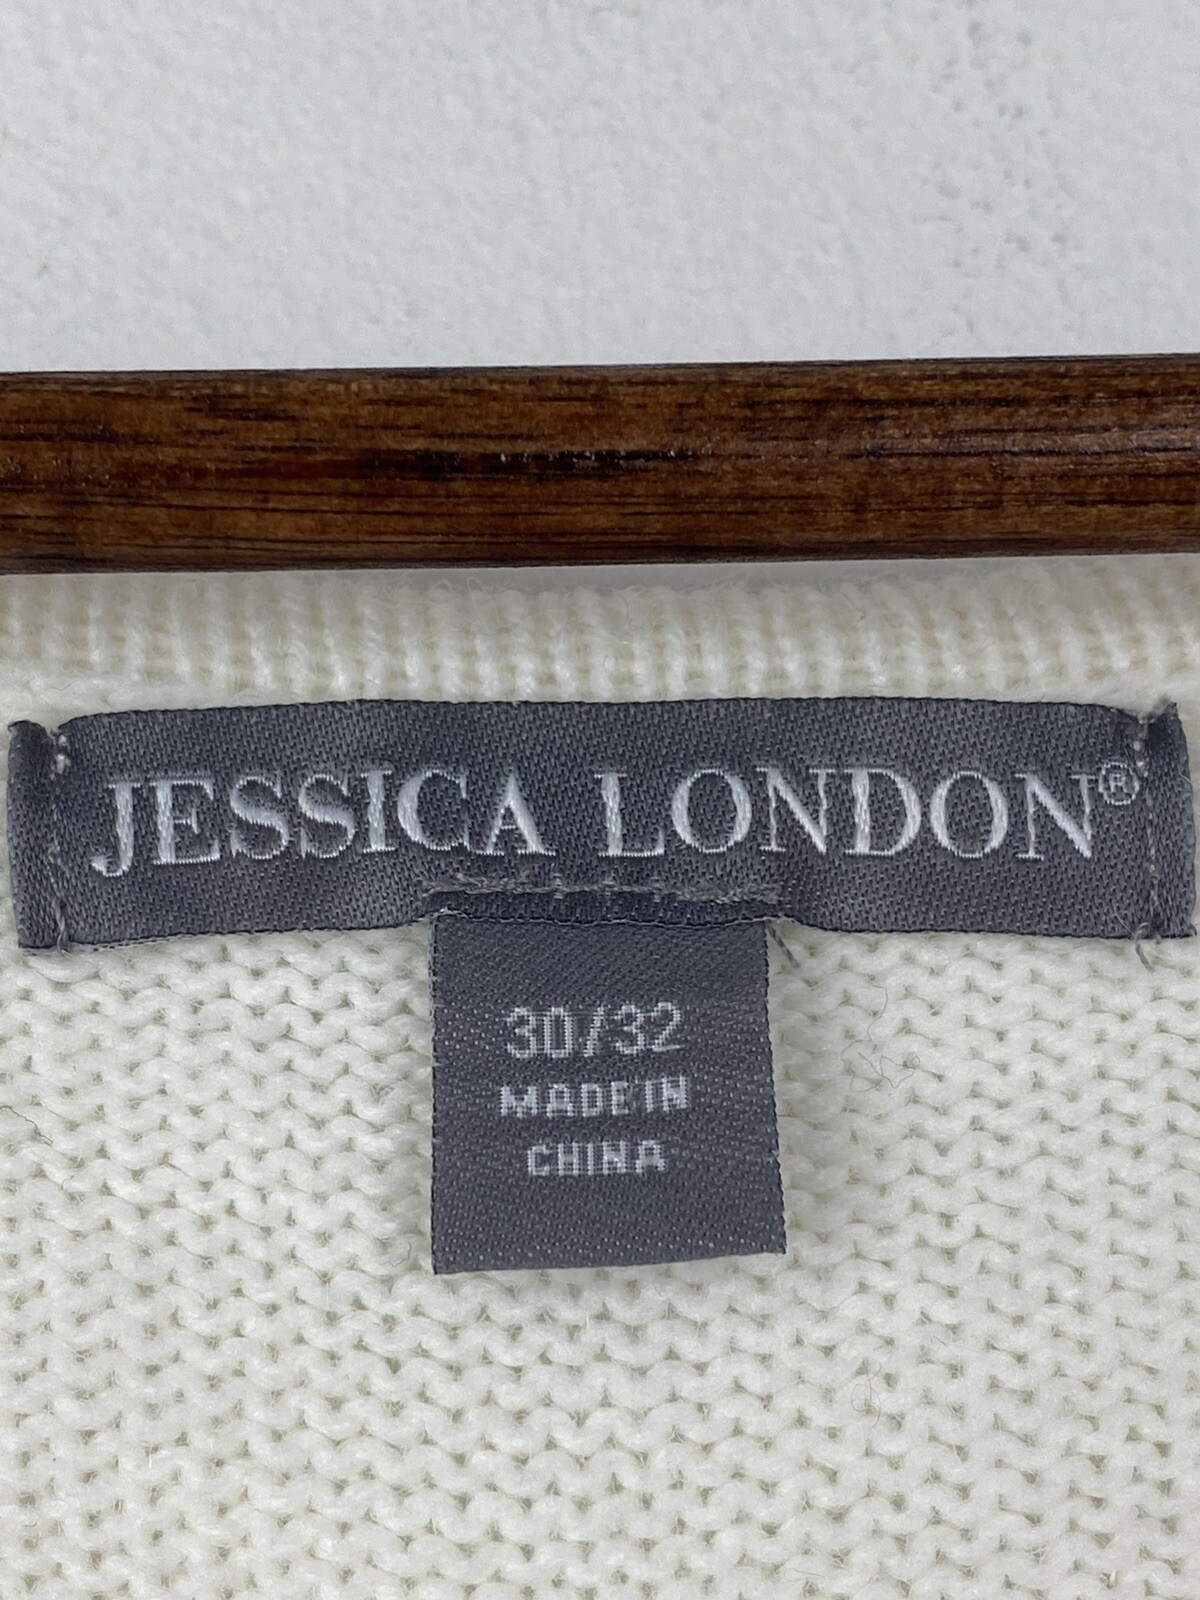 JESSICA LONDON®
30/32
MADE IN
CHINA